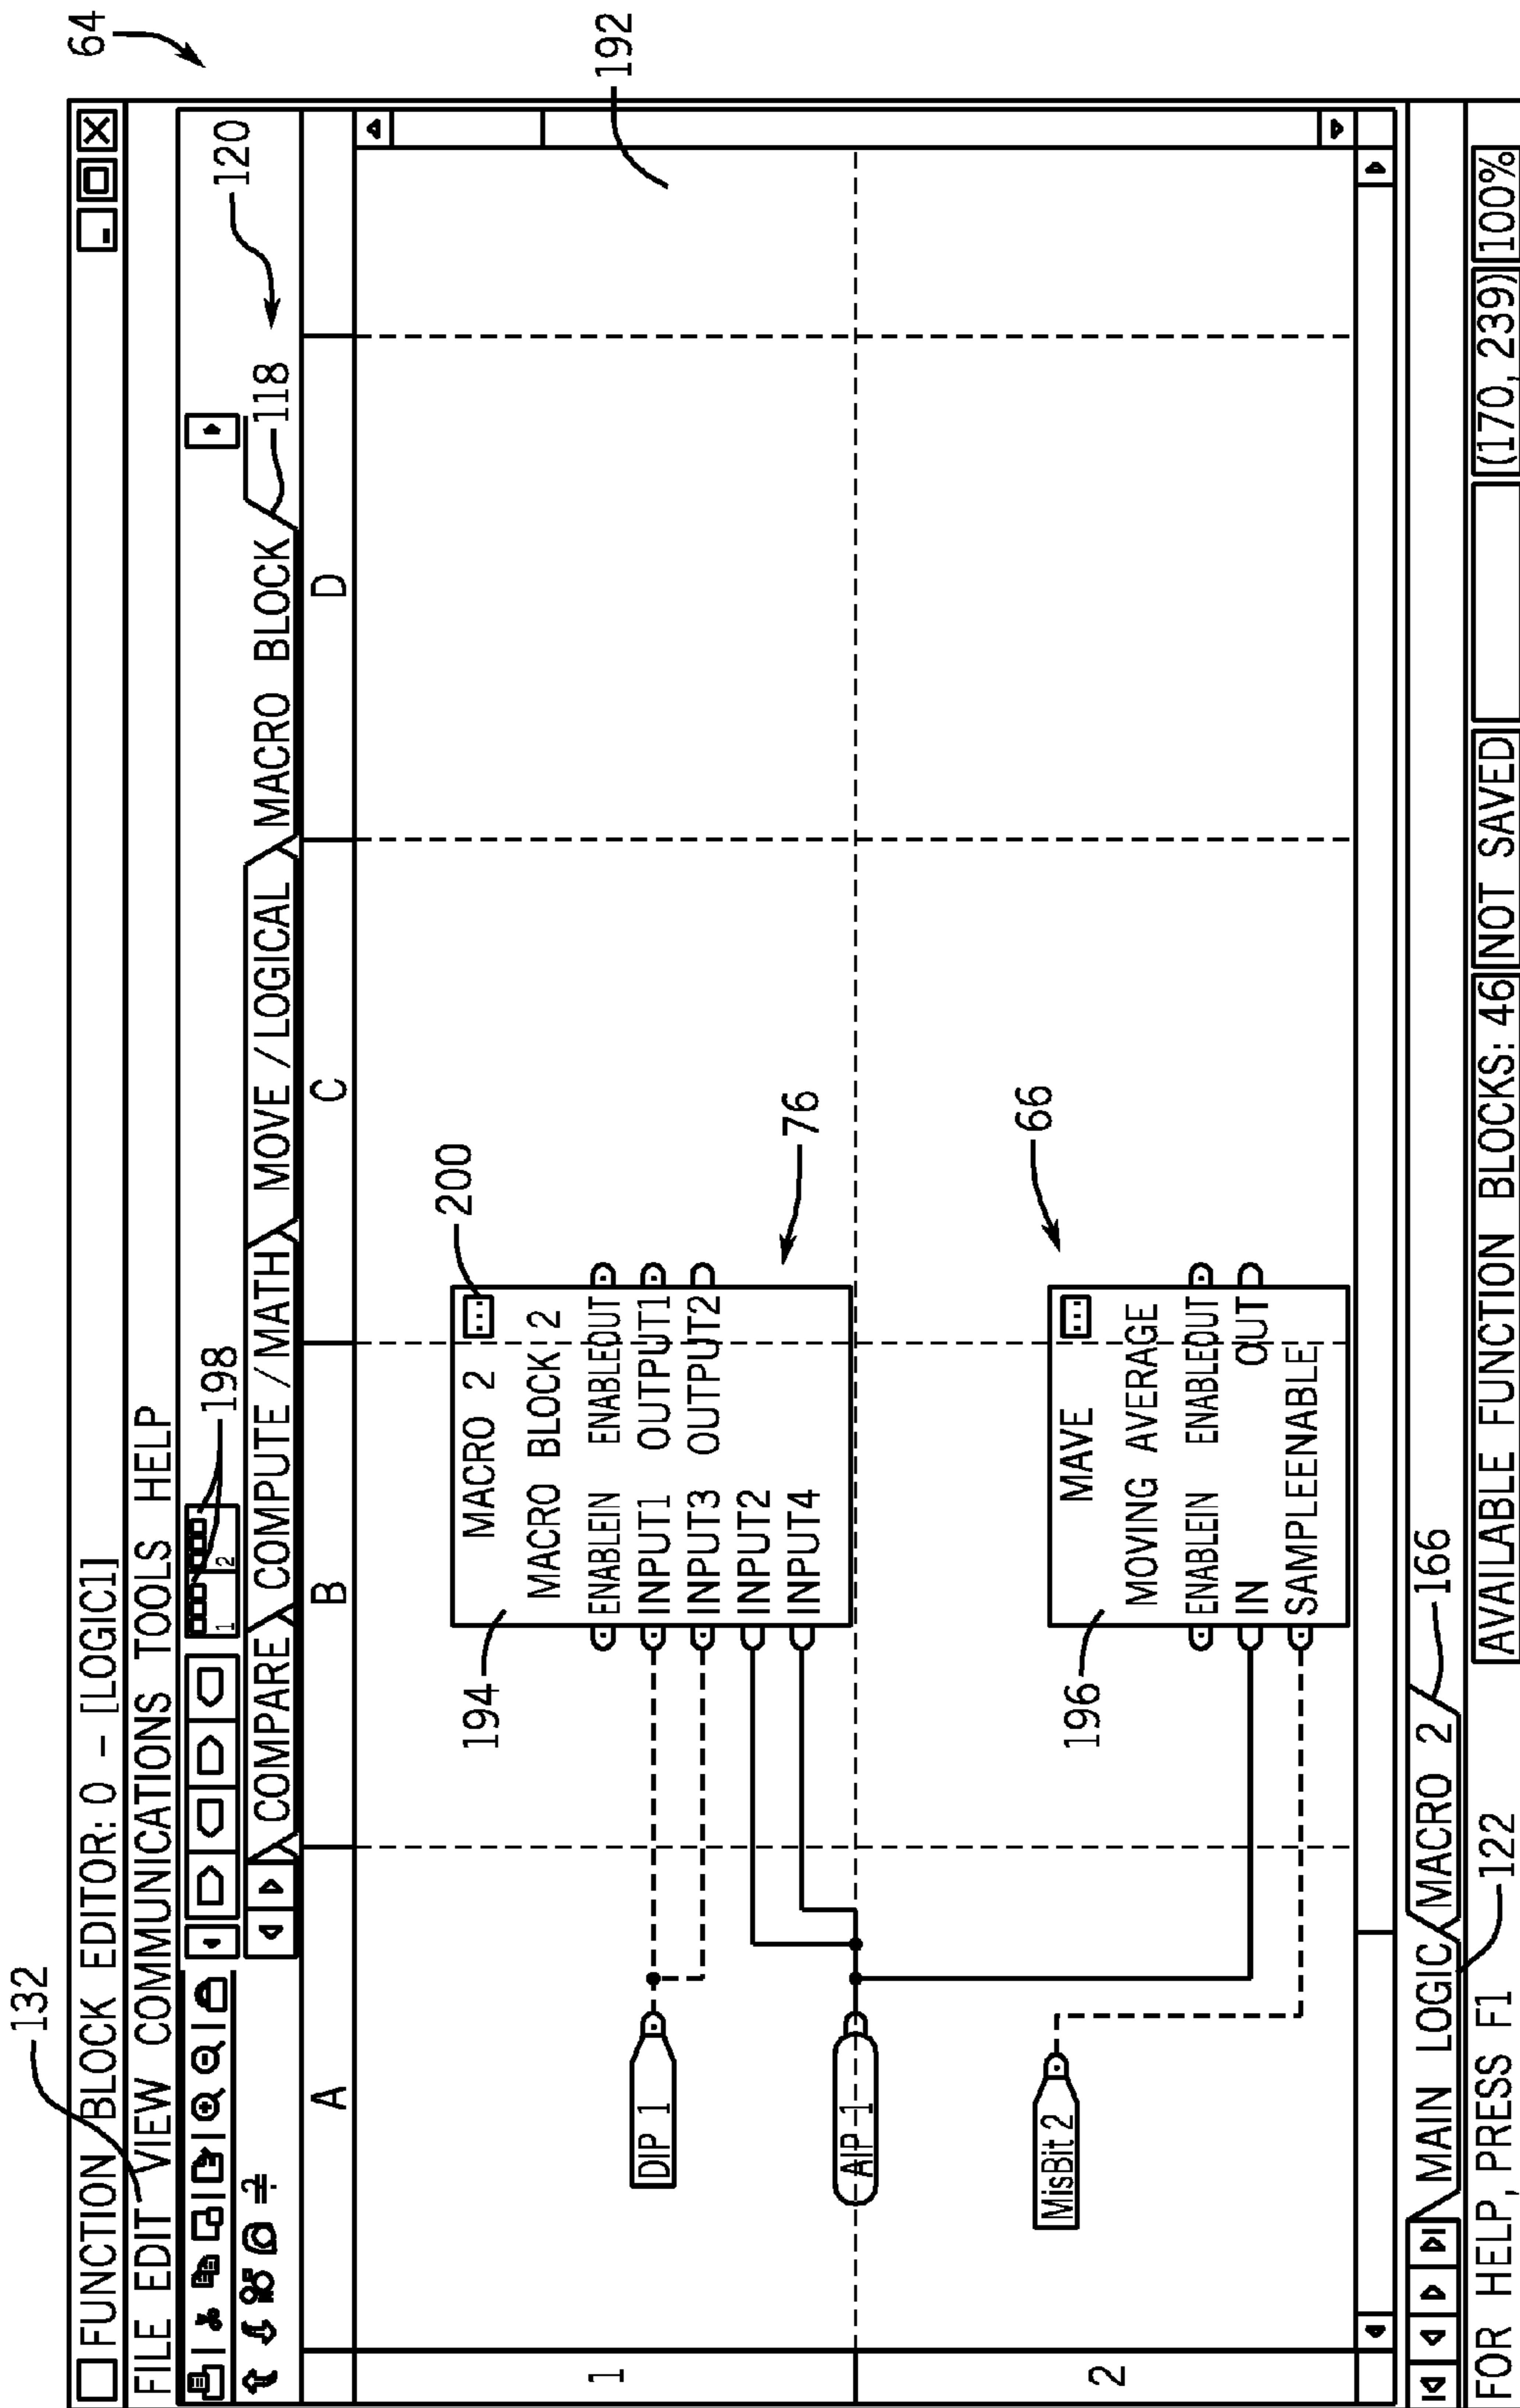 132
64
FUNCTION BLOCK EDITOR: 0 - [LOGIC1]
FILE EDIT VIEW COMMUNICATIONS TOOLS HELP
198
1 2
120
COMPARE COMPUTE/MATH MOVE/LOGICAL MACRO BLOCK
118
A B C D
192
1
2
194
200
MACRO 2
MACRO BLOCK 2
ENABLEIN ENABLEOUT
INPUT1 OUTPUT1
INPUT3 OUTPUT2
INPUT2
INPUT4
76
DIP 1
AIP 1
MisBit 2
196
66
MAVE
MOVING AVERAGE
ENABLEIN ENABLEOUT
IN OUT
SAMPLEENABLE
MAIN LOGIC MACRO 2
166
122
FOR HELP, PRESS F1
AVAILABLE FUNCTION BLOCKS: 46 NOT SAVED (170, 239) 100%